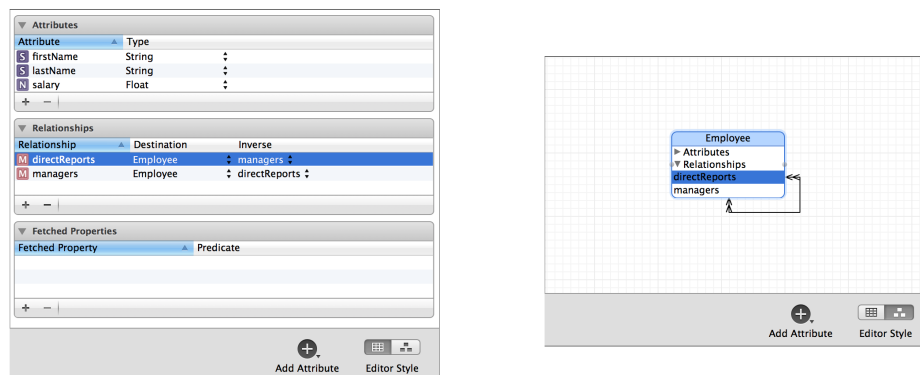 Attributes
Attribute Type
S firstName String
S lastName String
N salary Float
+ −
Relationships
Relationship Destination Inverse
M directReports Employee managers
M managers Employee directReports
+ −
Fetched Properties
Fetched Property Predicate
+ −
Add Attribute Editor Style
Employee
Attributes
Relationships
directReports
managers
Add Attribute Editor Style